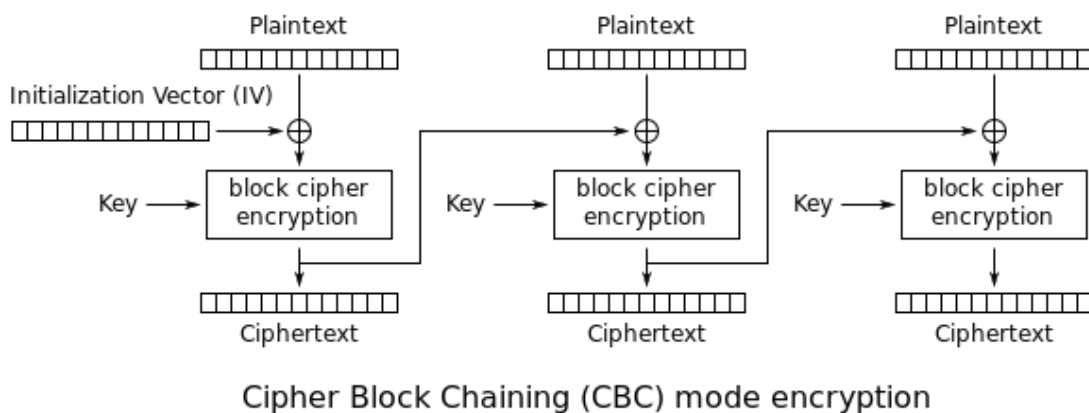 Plaintext
Plaintext
Plaintext
Initialization Vector (IV)
Key
block cipher
encryption
Key
block cipher
encryption
Key
block cipher
encryption
Ciphertext
Ciphertext
Ciphertext
Cipher Block Chaining (CBC) mode encryption